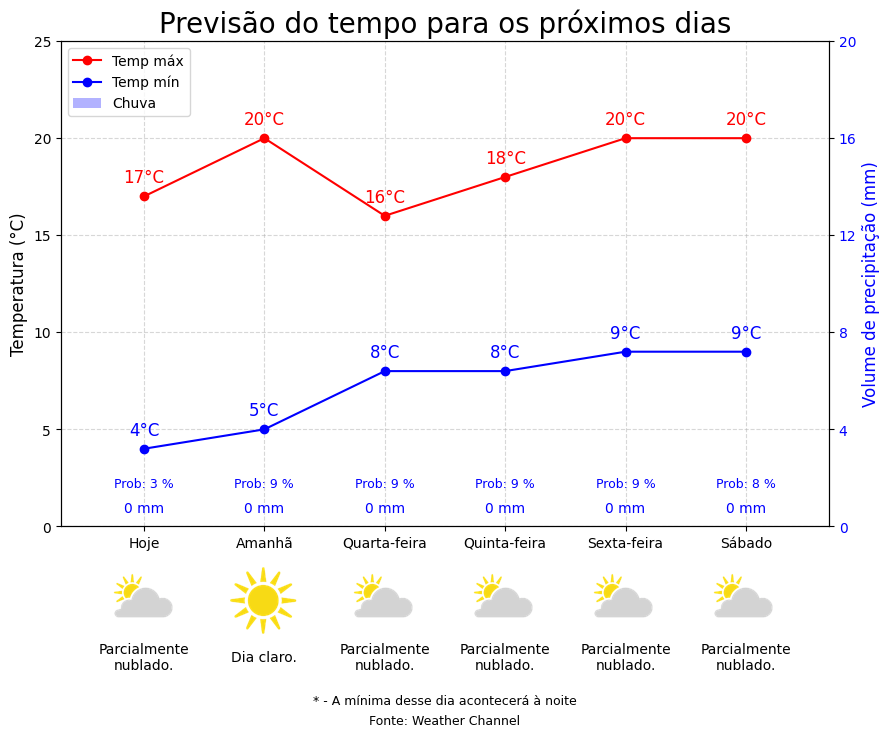 Previsão do tempo para os próximos dias
Temp máx
Temp mín
Chuva
Temperatura (°C)
Volume de precipitação (mm)
25
20
15
10
5
0
20
16
12
8
4
0
17°C
20°C
16°C
18°C
20°C
20°C
4°C
5°C
8°C
8°C
9°C
9°C
Prob: 3 %
Prob: 9 %
Prob: 9 %
Prob: 9 %
Prob: 9 %
Prob: 8 %
0 mm
0 mm
0 mm
0 mm
0 mm
0 mm
Hoje
Amanhã
Quarta-feira
Quinta-feira
Sexta-feira
Sábado
Parcialmente
nublado.
Dia claro.
Parcialmente
nublado.
Parcialmente
nublado.
Parcialmente
nublado.
Parcialmente
nublado.
* - A mínima desse dia acontecerá à noite
Fonte: Weather Channel